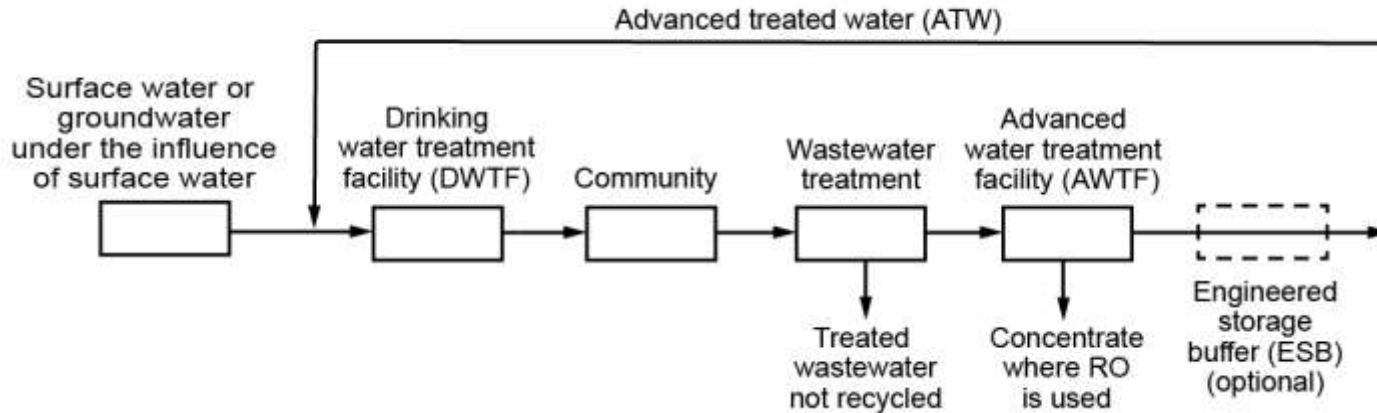 Advanced treated water (ATW)
Surface water or
groundwater
under the influence
of surface water
Drinking
water treatment
facility (DWTF)
Community
Wastewater
treatment
Advanced
water treatment
facility (AWTF)
Treated
wastewater
not recycled
Concentrate
where RO
is used
Engineered
storage
buffer (ESB)
(optional)